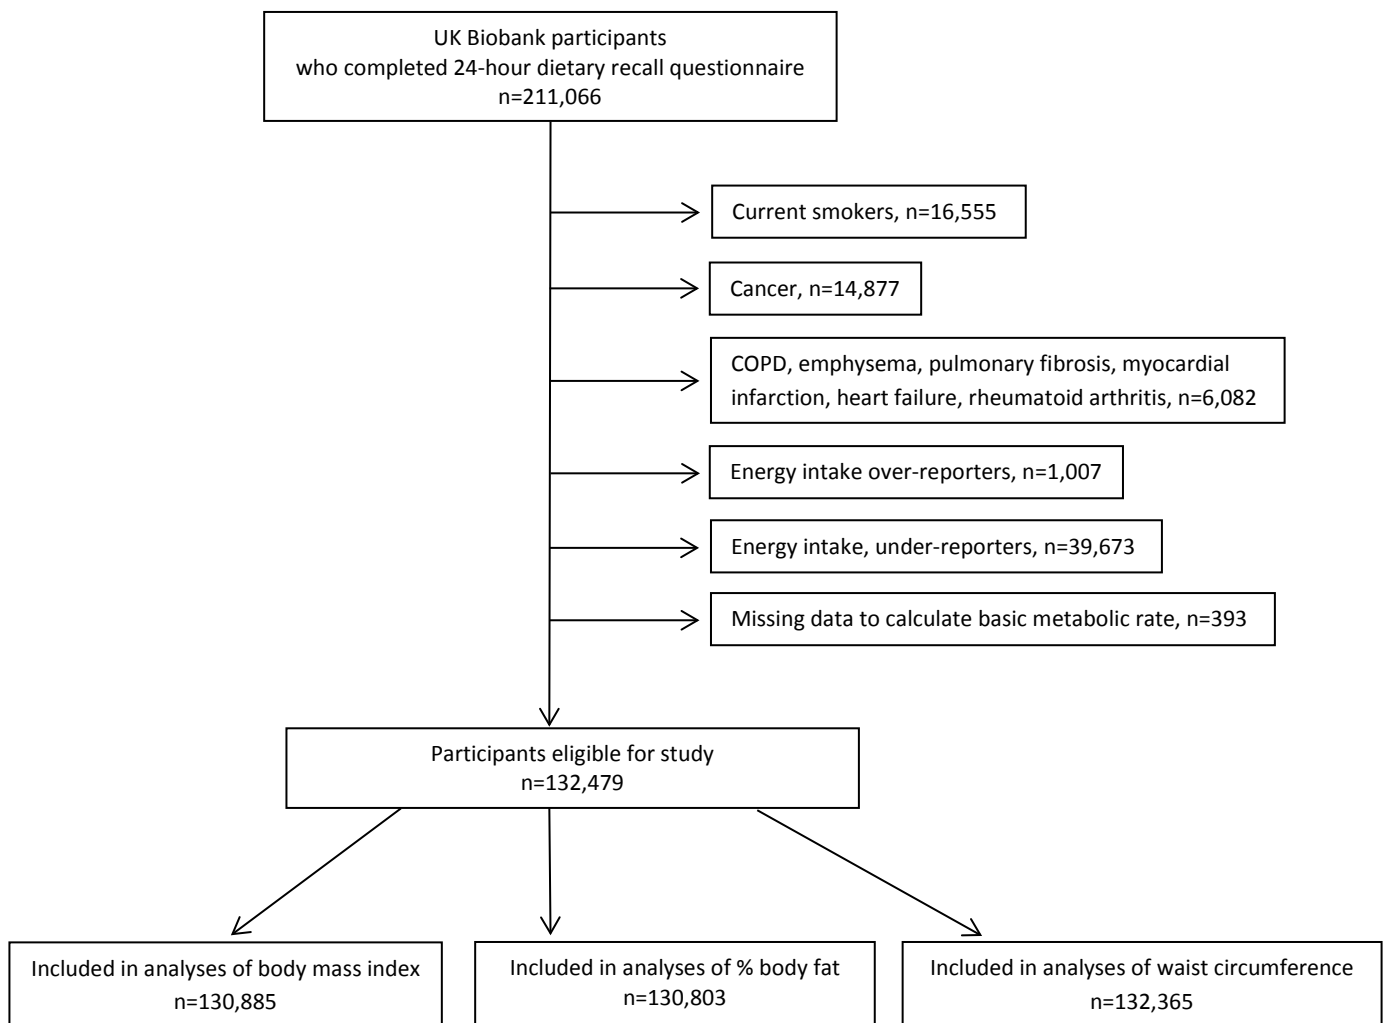 UK Biobank participants
who completed 24-hour dietary recall questionnaire
n=211,066
Current smokers, n=16,555
Cancer, n=14,877
COPD, emphysema, pulmonary fibrosis, myocardial
infarction, heart failure, rheumatoid arthritis, n=6,082
Energy intake over-reporters, n=1,007
Energy intake, under-reporters, n=39,673
Missing data to calculate basic metabolic rate, n=393
Participants eligible for study
n=132,479
Included in analyses of body mass index
n=130,885
Included in analyses of % body fat
n=130,803
Included in analyses of waist circumference
n=132,365